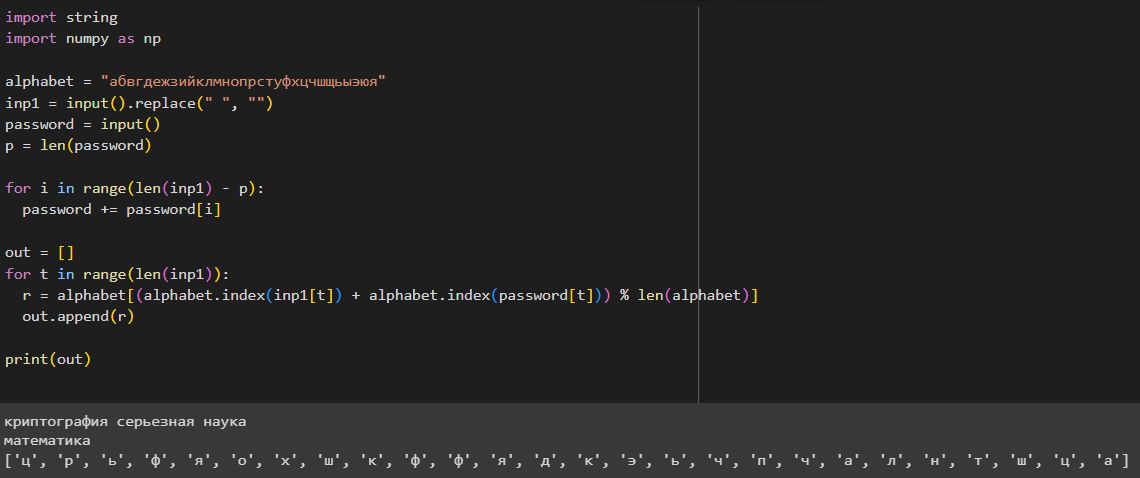 import string
import numpy as np
alphabet = "абвгдежзийклмнопрстуфхцчшщьыэюя"
inp1 = input().replace(" ", "")
password = input()
p = len(password)
for i in range(len(inp1) - p):
  password += password[i]
out = []
for t in range(len(inp1)):
  r = alphabet[(alphabet.index(inp1[t]) + alphabet.index(password[t])) % len(alphabet)]
  out.append(r)
print(out)
криптография серьезная наука
математика
['ц', 'р', 'ь', 'ф', 'я', 'о', 'х', 'ш', 'к', 'ф', 'ф', 'я', 'д', 'к', 'э', 'ь', 'ч', 'п', 'ч', 'а', 'л', 'н', 'т', 'ш', 'ц', 'а']